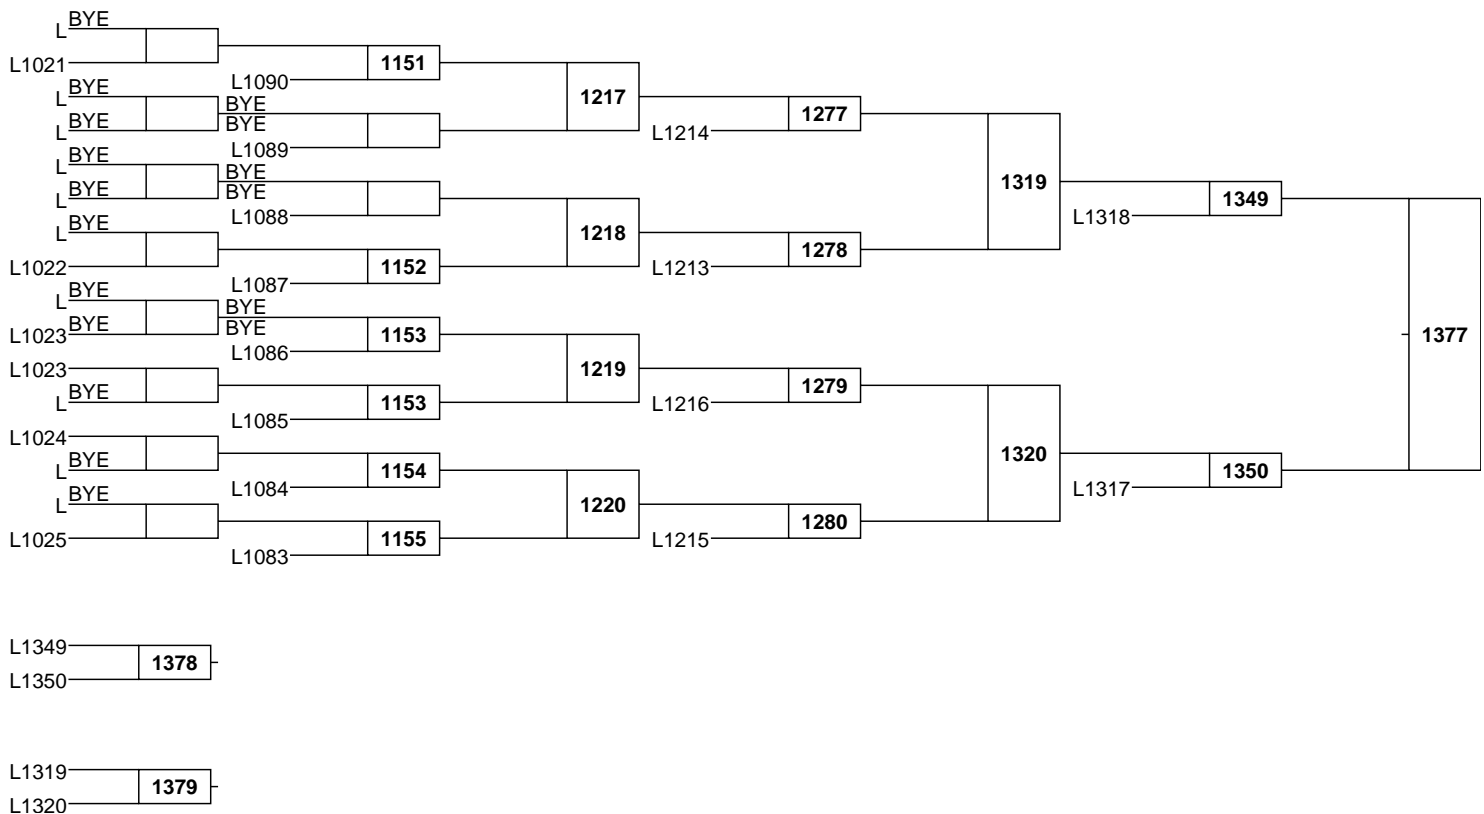 BYE
L
L1021
1151
L1090
BYE
L
BYE
1217
BYE
L
BYE
1277
L1089
L1214
BYE
L
BYE
BYE
L
BYE
1319
L1088
1349
BYE
L
1218
L1318
L1022
1152
1278
L1087
L1213
BYE
L
BYE
BYE
L1023
BYE
1153
1377
L1086
L1023
1219
1279
BYE
L
1153
L1216
L1085
L1024
BYE
L
1154
1320
1350
L1084
L1317
BYE
L
1220
L1025
1155
1280
L1083
L1215
L1349
1378
L1350
L1319
1379
L1320